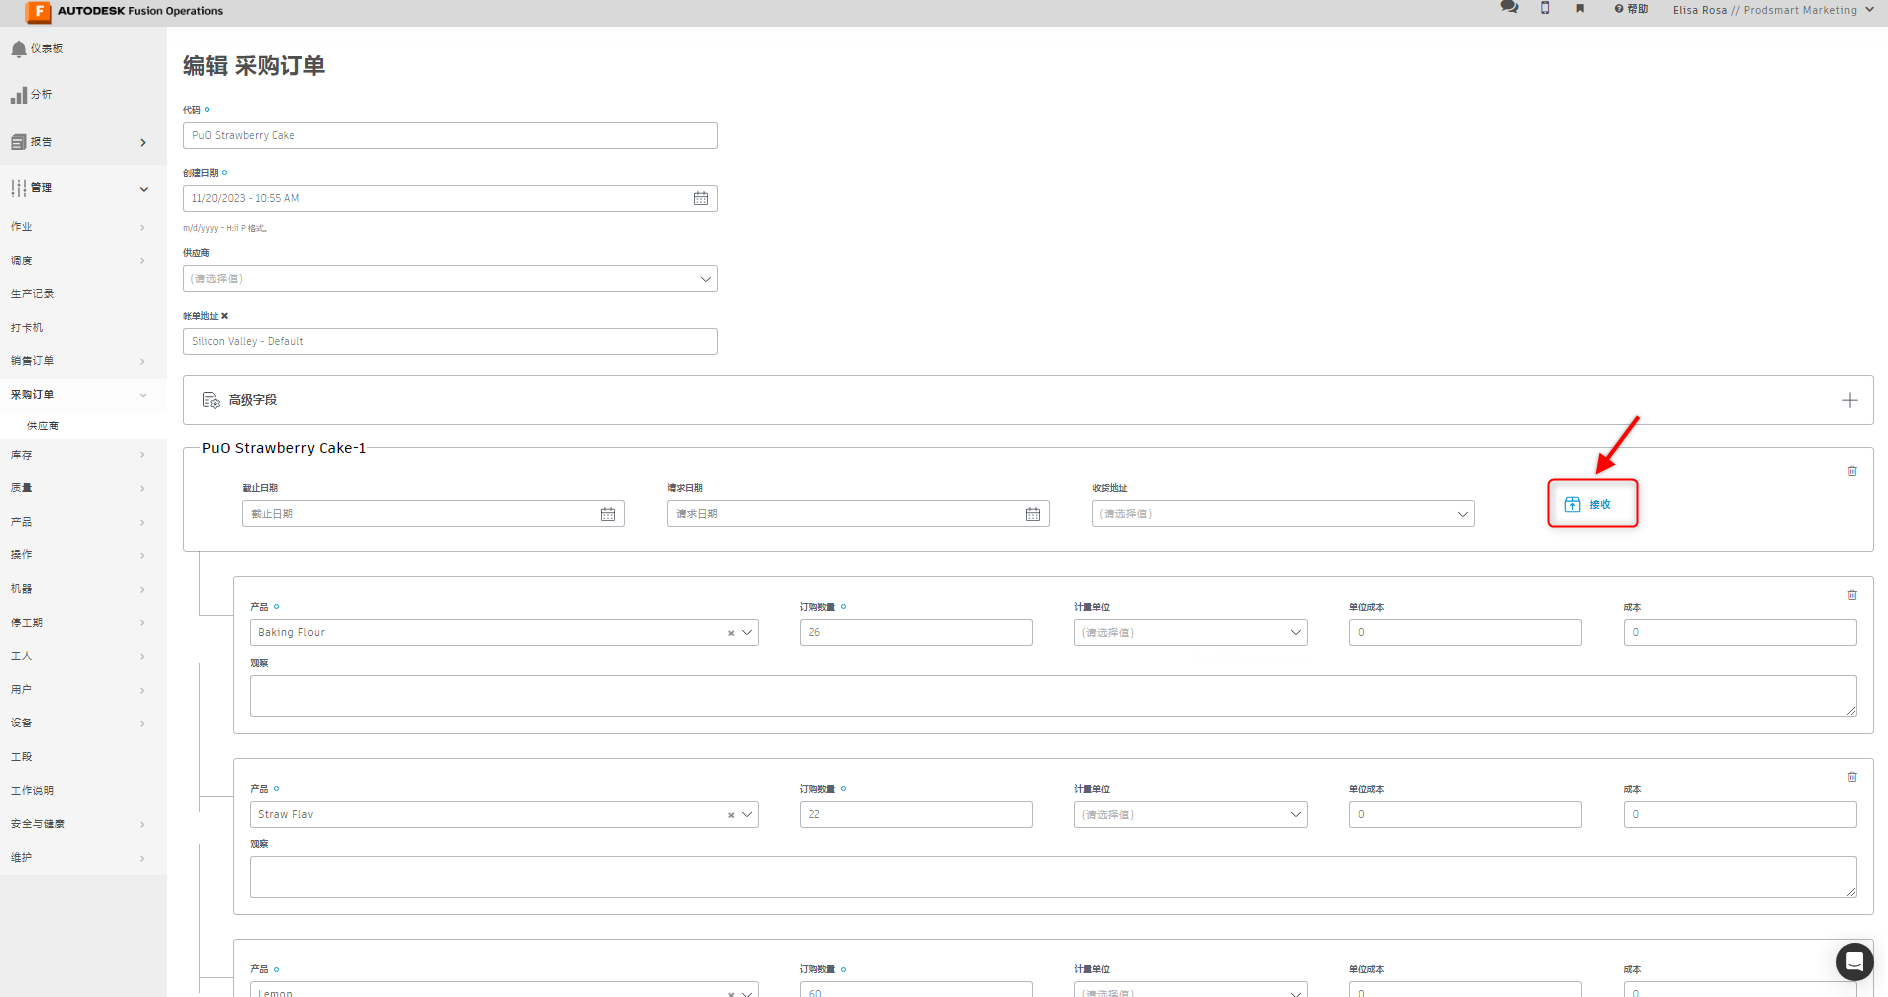 F AUTODESK Fusion Operations
帮助
Elisa Rosa // Prodsmart Marketing
仪表板
分析
报告
管理
作业
调度
生产记录
打卡机
销售订单
采购订单
供应商
库存
质量
产品
操作
机器
停工期
工人
用户
设备
工段
工作说明
安全与健康
维护
编辑 采购订单
代码
PuO Strawberry Cake
创建日期
11/20/2023 - 10:55 AM
m/d/yyyy - H:ii P 格式。
供应商
(请选择值)
帐单地址
Silicon Valley - Default
高级字段
PuO Strawberry Cake-1
截止日期 请求日期 收货地址
截止日期 请求日期 (请选择值) 接收
产品 订购数量 计量单位 单位成本 成本
Baking Flour 26 (请选择值) 0 0
观察
产品 订购数量 计量单位 单位成本 成本
Straw Flav 22 (请选择值) 0 0
观察
产品 订购数量 计量单位 单位成本 成本
Lemon 60 (请选择值) 0 0